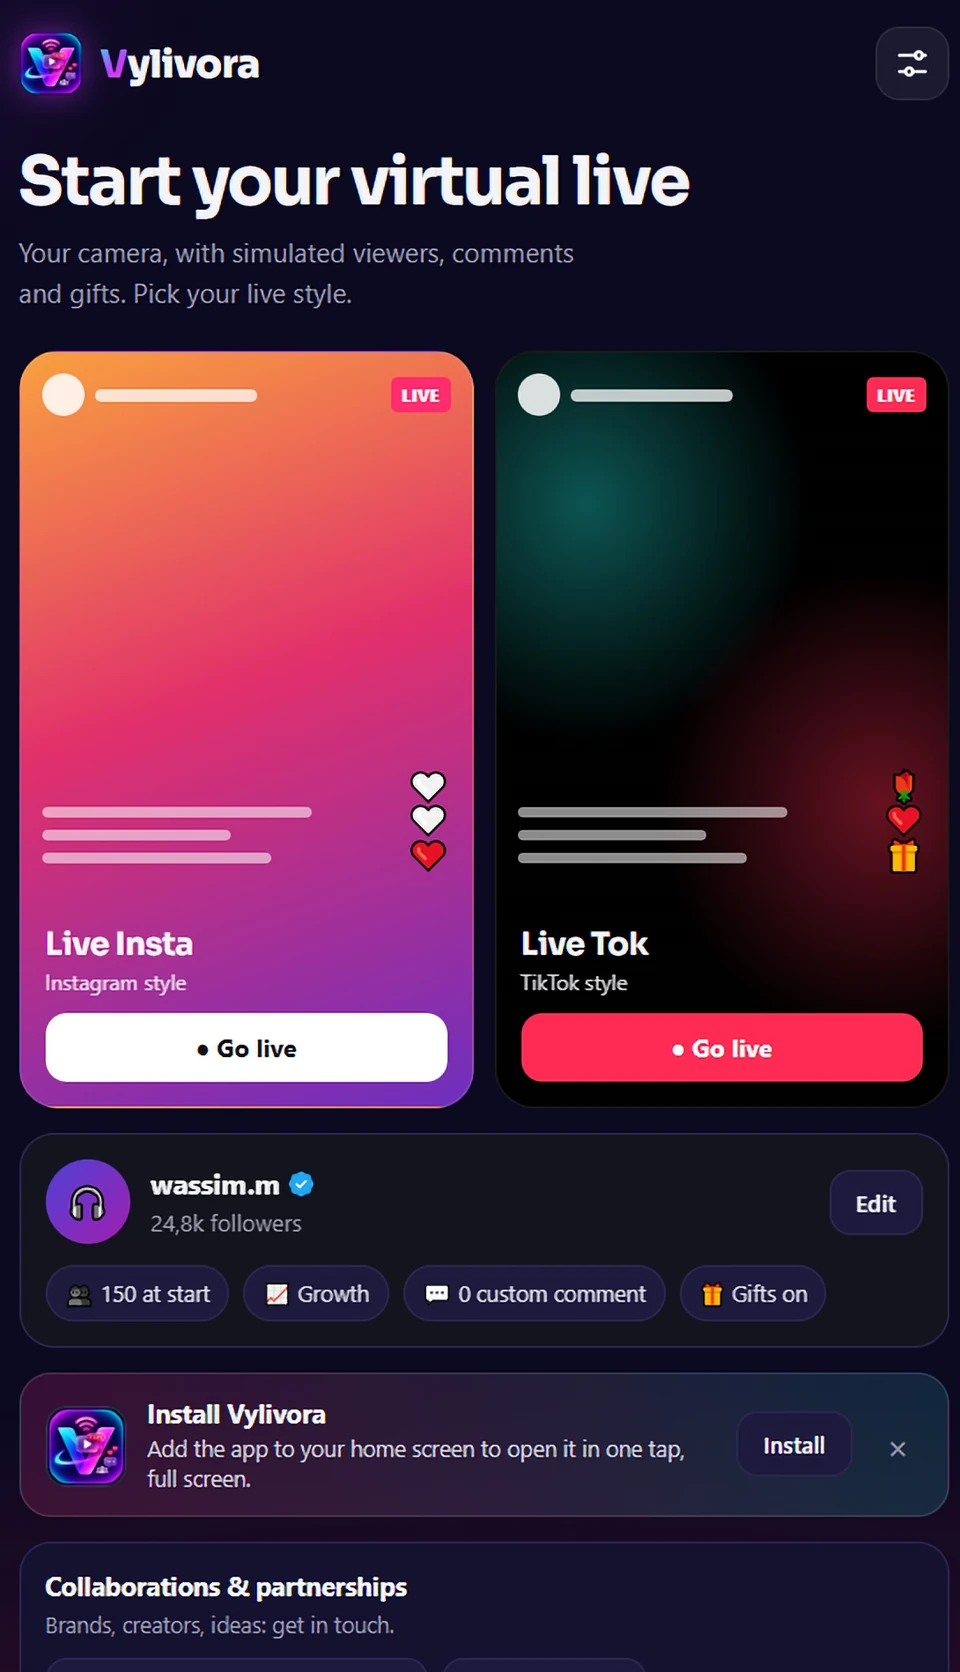 Vylivora
Start your virtual live
Your camera, with simulated viewers, comments
and gifts. Pick your live style.
LIVE
LIVE
Live Insta
Instagram style
● Go live
Live Tok
TikTok style
● Go live
wassim.m
24,8k followers
Edit
150 at start
Growth
0 custom comment
Gifts on
Install Vylivora
Add the app to your home screen to open it in one tap,
full screen.
Install
×
Collaborations & partnerships
Brands, creators, ideas: get in touch.